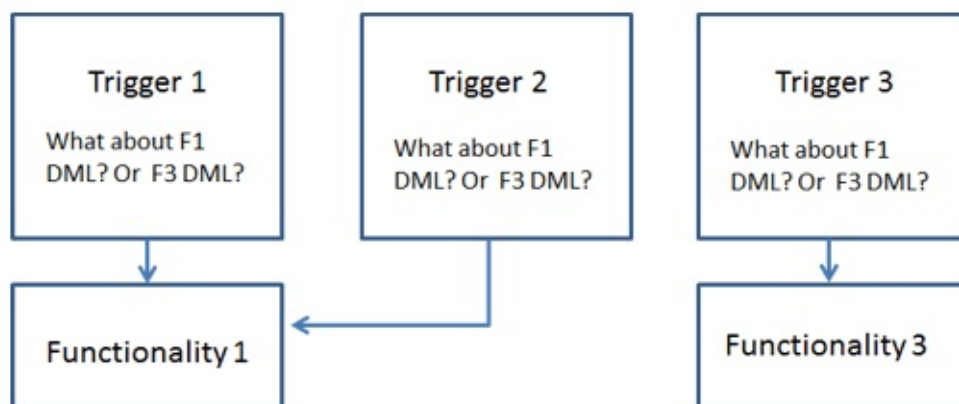 Trigger 1
What about F1
DML? Or F3 DML?
Trigger 2
What about F1
DML? Or F3 DML?
Trigger 3
What about F1
DML? Or F3 DML?
Functionality 1
Functionality 3